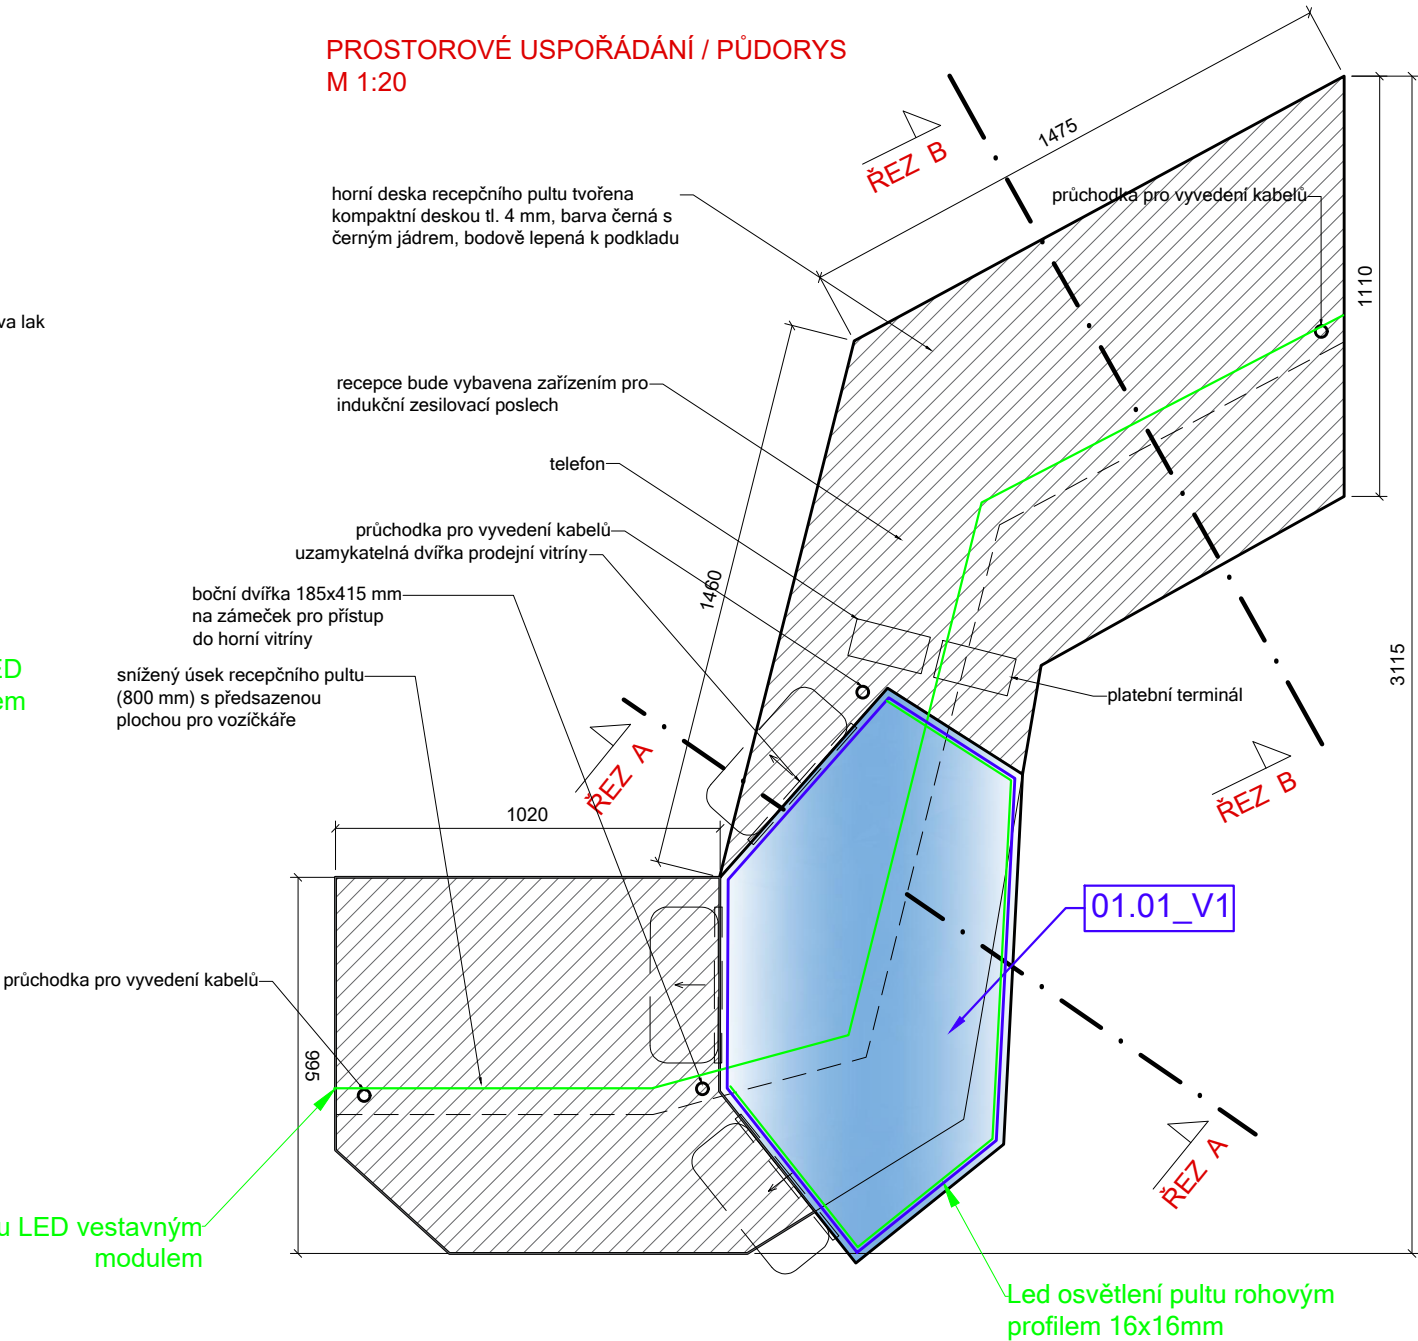 PROSTOROVÉ USPOŘÁDÁNÍ / PŮDORYS
M 1:20
1475
ŘEZ B
průchodka pro vyvedení kabelů
horní deska recepčního pultu tvořena
kompaktní deskou tl. 4 mm, barva černá s
černým jádrem, bodově lepená k podkladu
1110
va lak
recepce bude vybavena zařízením pro
indukční zesilovací poslech
telefon
průchodka pro vyvedení kabelů
uzamykatelná dvířka prodejní vitríny
1460
boční dvířka 185x415 mm
na zámeček pro přístup
do horní vitríny
ED
em
snížený úsek recepčního pultu
(800 mm) s předsazenou
plochou pro vozíčkáře
3115
platební terminál
ŘEZ A
ŘEZ B
1020
01.01_V1
průchodka pro vyvedení kabelů
995
ŘEZ A
u LED vestavným
modulem
Led osvětlení pultu rohovým
profilem 16x16mm